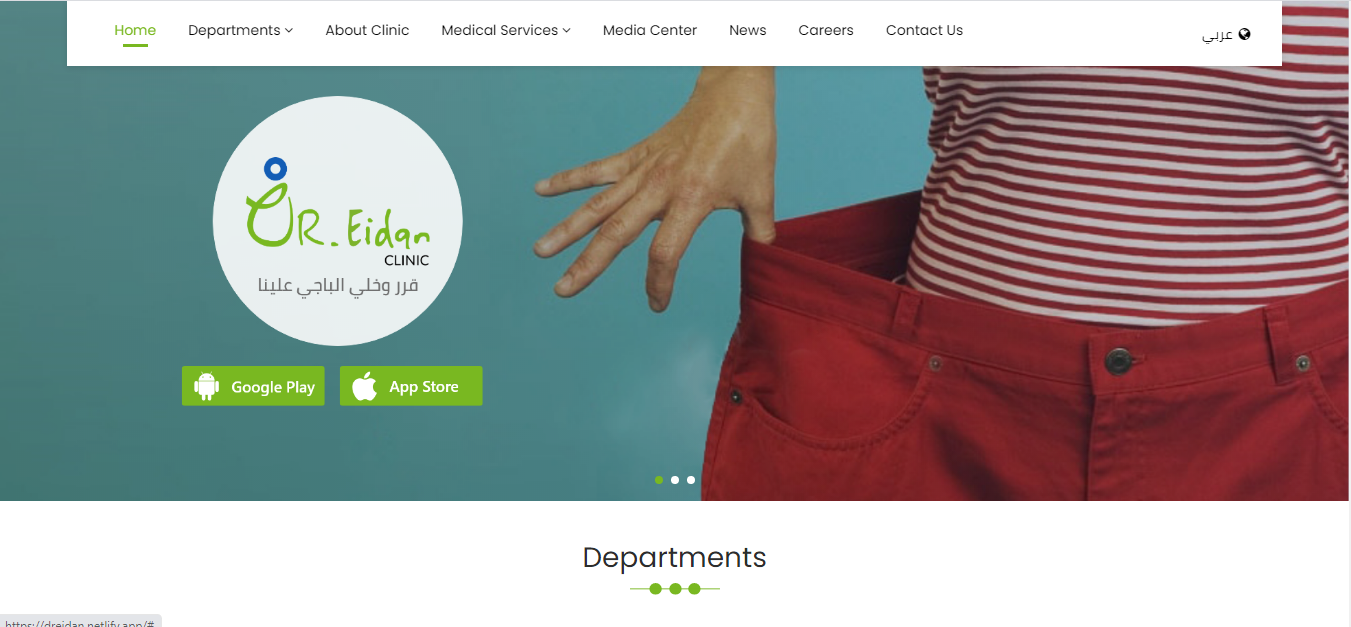 Home
Departments
About Clinic
Medical Services
Media Center
News
Careers
Contact Us
عربي
DR. Eidan
CLINIC
قرر وخلي الباجي علينا
Google Play
App Store
Departments
https://dreidan.netlify.app/#